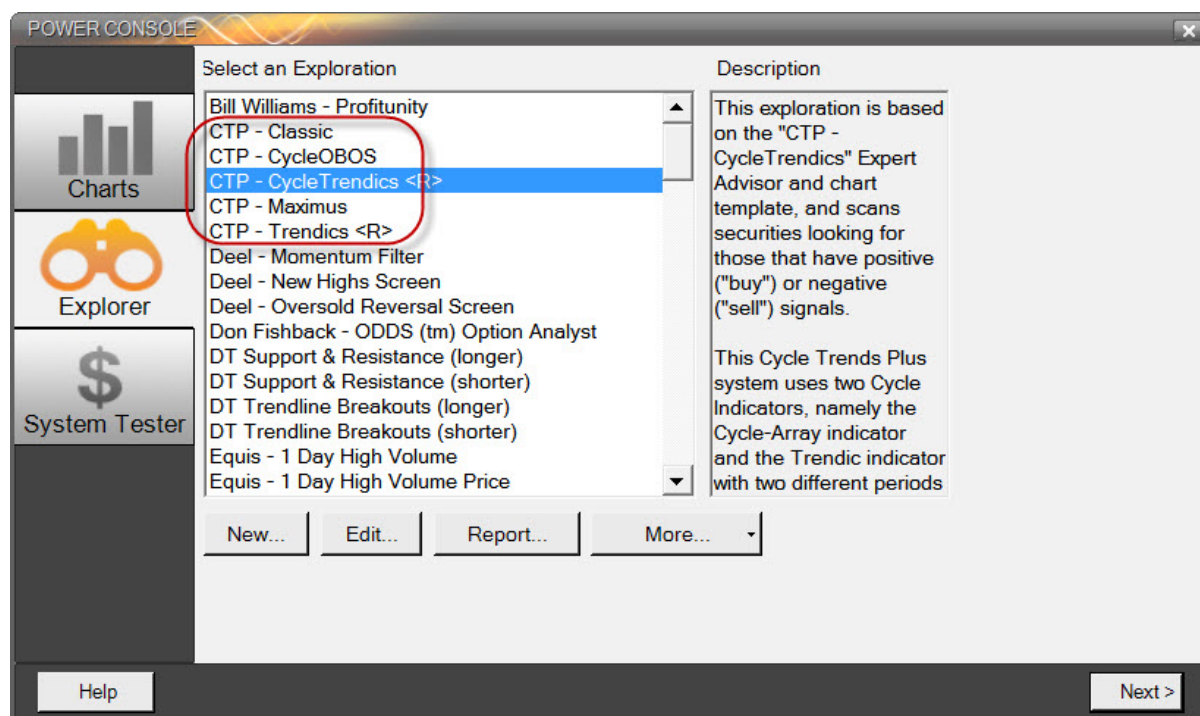 POWER CONSOLE
Select an Exploration
Description
Charts
Explorer
System Tester
Bill Williams - Profitunity
CTP - Classic
CTP - CycleOBOS
CTP - CycleTrendics <R>
CTP - Maximus
CTP - Trendics <R>
Deel - Momentum Filter
Deel - New Highs Screen
Deel - Oversold Reversal Screen
Don Fishback - ODDS (tm) Option Analyst
DT Support & Resistance (longer)
DT Support & Resistance (shorter)
DT Trendline Breakouts (longer)
DT Trendline Breakouts (shorter)
Equis - 1 Day High Volume
Equis - 1 Day High Volume Price
This exploration is based
on the "CTP -
CycleTrendics" Expert
Advisor and chart
template, and scans
securities looking for
those that have positive
("buy") or negative
("sell") signals.
This Cycle Trends Plus
system uses two Cycle
Indicators, namely the
Cycle-Array indicator
and the Trendic indicator
with two different periods
New...
Edit...
Report...
More...
Help
Next >